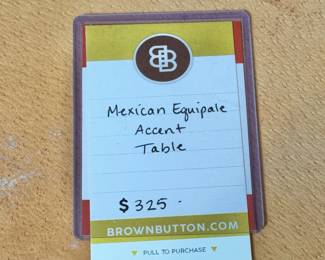 BB
Mexican Equipale
Accent
Table
$ 325 -
BROWNBUTTON.COM
▼ PULL TO PURCHASE ▼